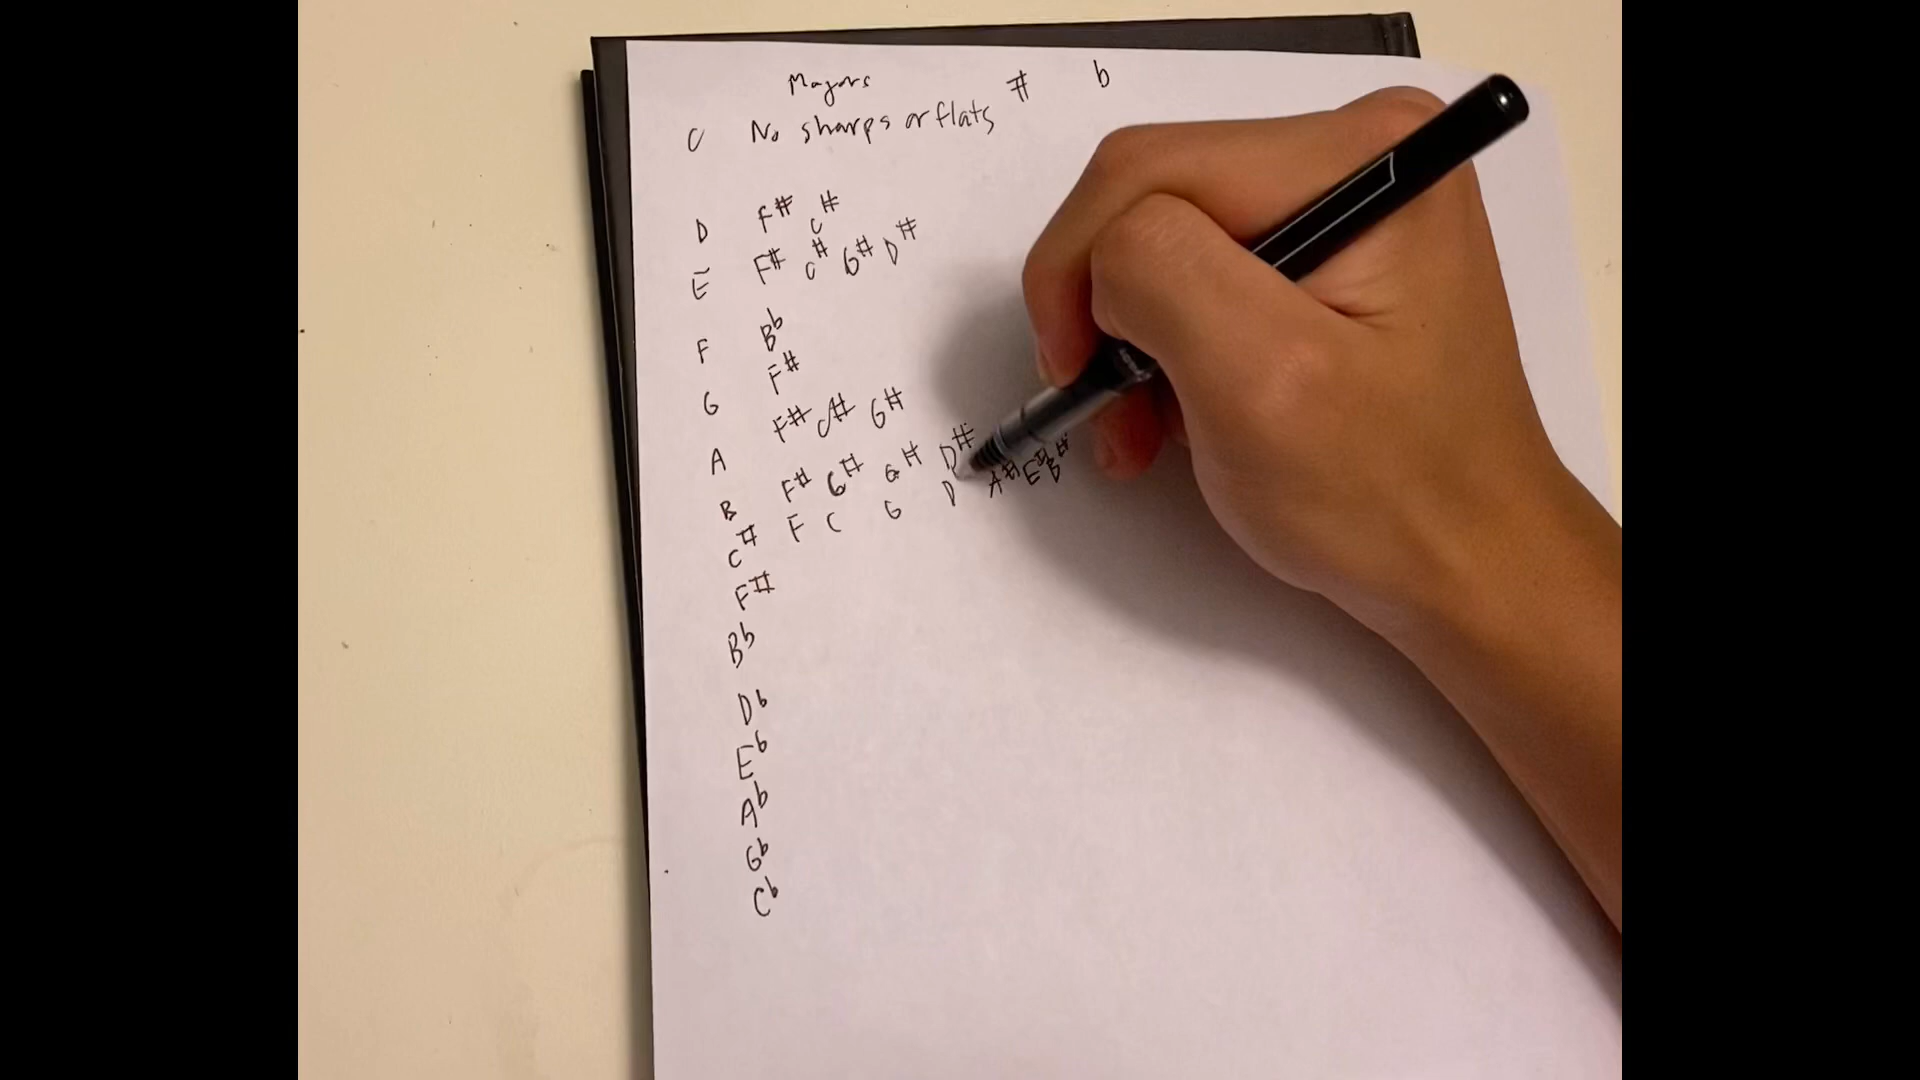 Majors # b
C No sharps or flats
D F# C#
E F# C# G# D#
F Bb
G F#
A F# C# G#
B F# G# G# D#
C# F C G D A# E# B#
F#
Bb
Db
Eb
Ab
Gb
Cb